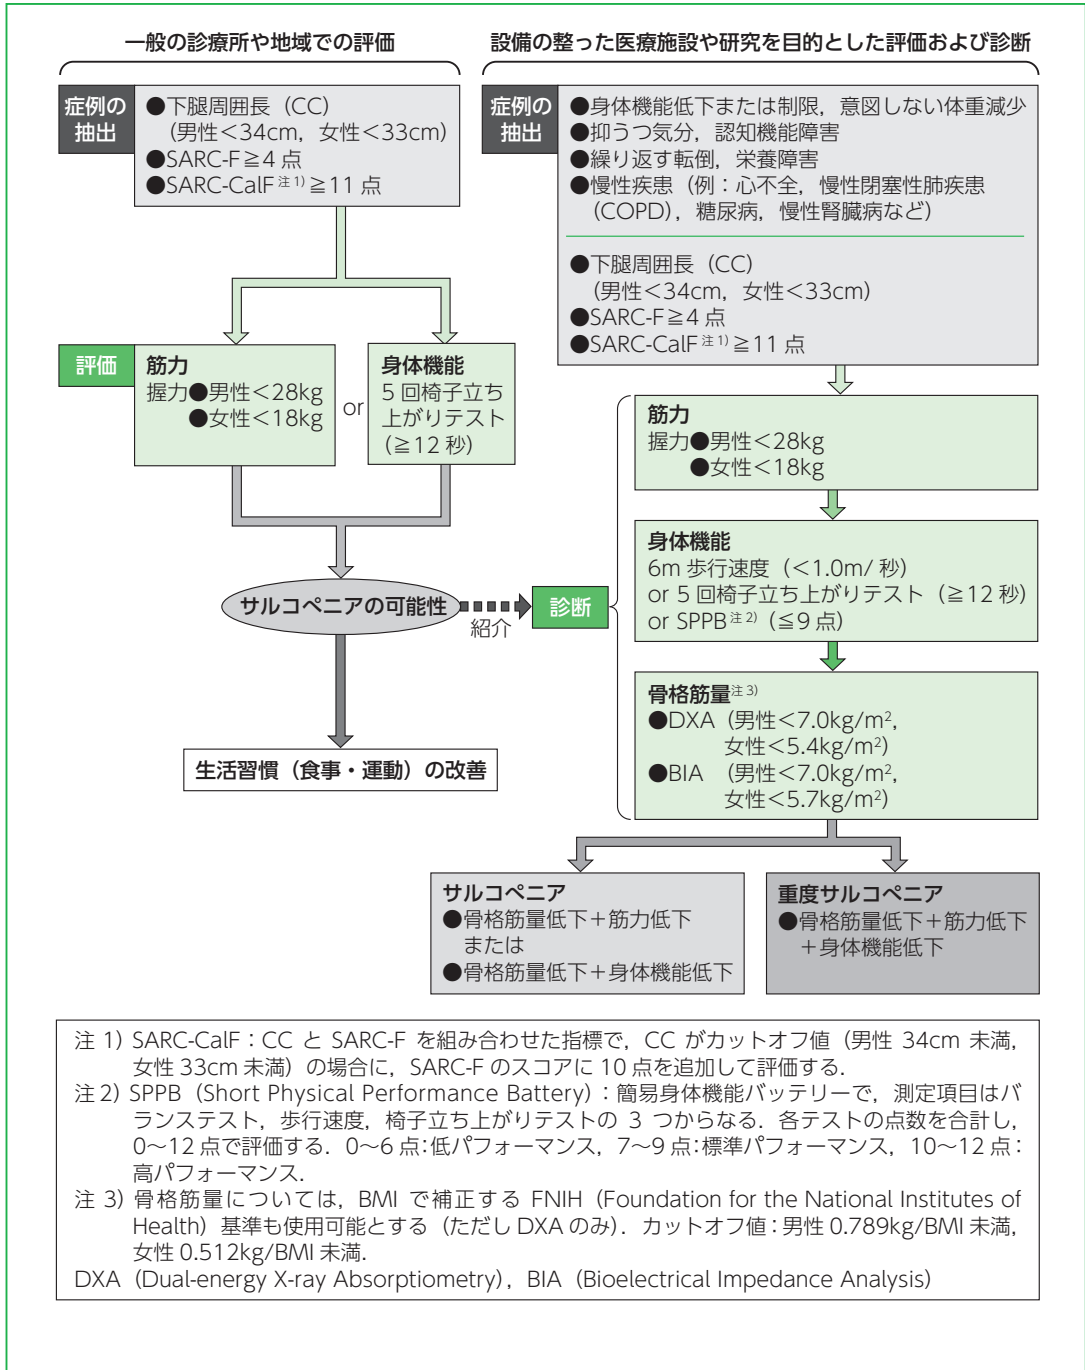 一般の診療所や地域での評価
症例の
抽出
●下腿周囲長（CC）
（男性＜34cm，女性＜33cm）
●SARC-F≧4 点
●SARC-CalF 注1）≧11 点
評価
筋力
握力●男性＜28kg
●女性＜18kg
or
身体機能
5 回椅子立ち
上がりテスト
（≧12 秒）
サルコペニアの可能性
紹介
生活習慣（食事・運動）の改善
設備の整った医療施設や研究を目的とした評価および診断
症例の
抽出
●身体機能低下または制限，意図しない体重減少
●抑うつ気分，認知機能障害
●繰り返す転倒，栄養障害
●慢性疾患（例：心不全，慢性閉塞性肺疾患
（COPD），糖尿病，慢性腎臓病など）
●下腿周囲長（CC）
（男性＜34cm，女性＜33cm）
●SARC-F≧4 点
●SARC-CalF 注1）≧11 点
診断
筋力
握力●男性＜28kg
●女性＜18kg
身体機能
6m 歩行速度（＜1.0m/ 秒）
or 5 回椅子立ち上がりテスト（≧12 秒）
or SPPB 注2）（≦9 点）
骨格筋量注3）
●DXA（男性＜7.0kg/m²，
女性＜5.4kg/m²）
●BIA （男性＜7.0kg/m²，
女性＜5.7kg/m²）
サルコペニア
●骨格筋量低下＋筋力低下
または
●骨格筋量低下＋身体機能低下
重度サルコペニア
●骨格筋量低下＋筋力低下
＋身体機能低下
注 1）SARC-CalF：CC と SARC-F を組み合わせた指標で，CC がカットオフ値（男性 34cm 未満，
女性 33cm 未満）の場合に，SARC-F のスコアに 10 点を追加して評価する．
注 2）SPPB（Short Physical Performance Battery）：簡易身体機能バッテリーで，測定項目はバ
ランステスト，歩行速度，椅子立ち上がりテストの 3 つからなる．各テストの点数を合計し，
0〜12 点で評価する．0〜6 点：低パフォーマンス，7〜9 点：標準パフォーマンス，10〜12 点：
高パフォーマンス．
注 3）骨格筋量については，BMI で補正する FNIH（Foundation for the National Institutes of
Health）基準も使用可能とする（ただし DXA のみ）．カットオフ値：男性 0.789kg/BMI 未満，
女性 0.512kg/BMI 未満．
DXA（Dual-energy X-ray Absorptiometry），BIA（Bioelectrical Impedance Analysis）